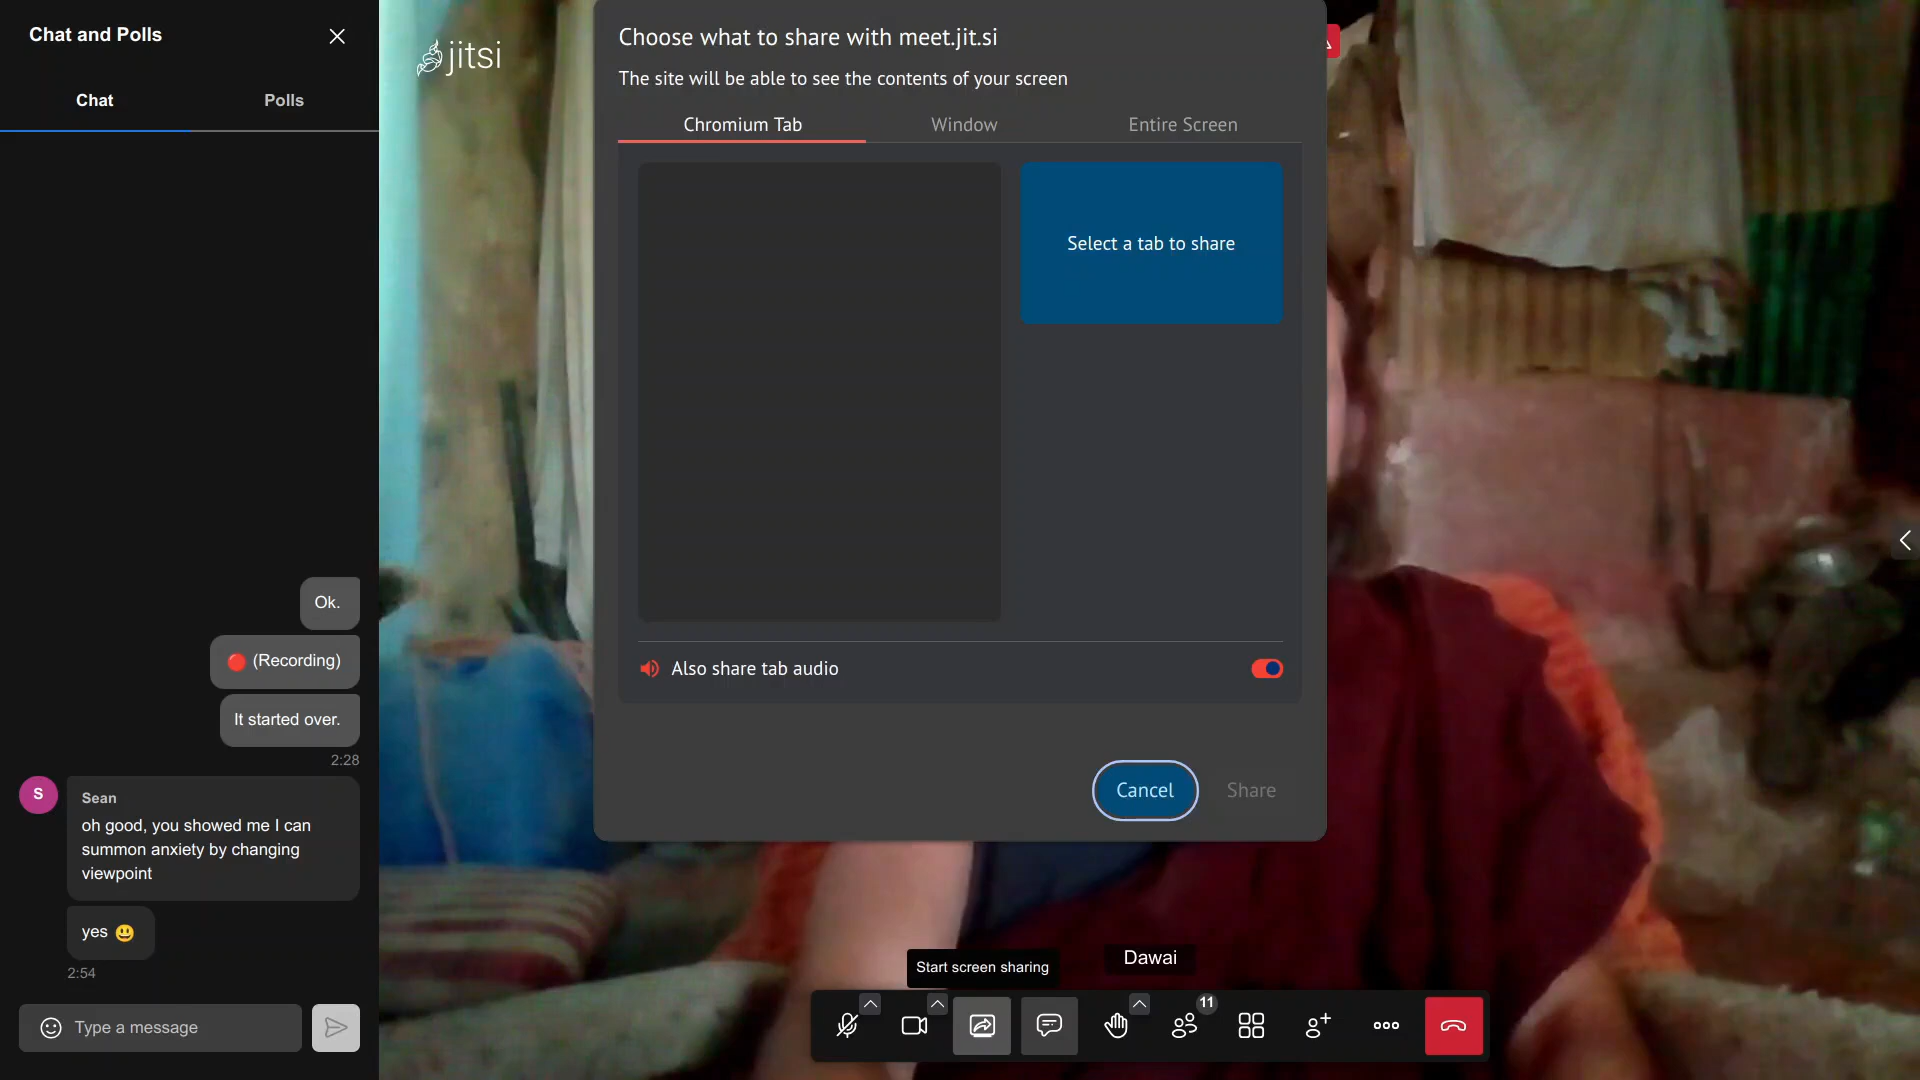 Chat and Polls
Chat
Polls
Ok.
🔴 (Recording)
It started over.
2:28
S
Sean
oh good, you showed me I can
summon anxiety by changing
viewpoint
yes 😃
2:54
Type a message
jitsi
Choose what to share with meet.jit.si
The site will be able to see the contents of your screen
Chromium Tab
Window
Entire Screen
Select a tab to share
Also share tab audio
Cancel
Share
Start screen sharing
Dawai
11